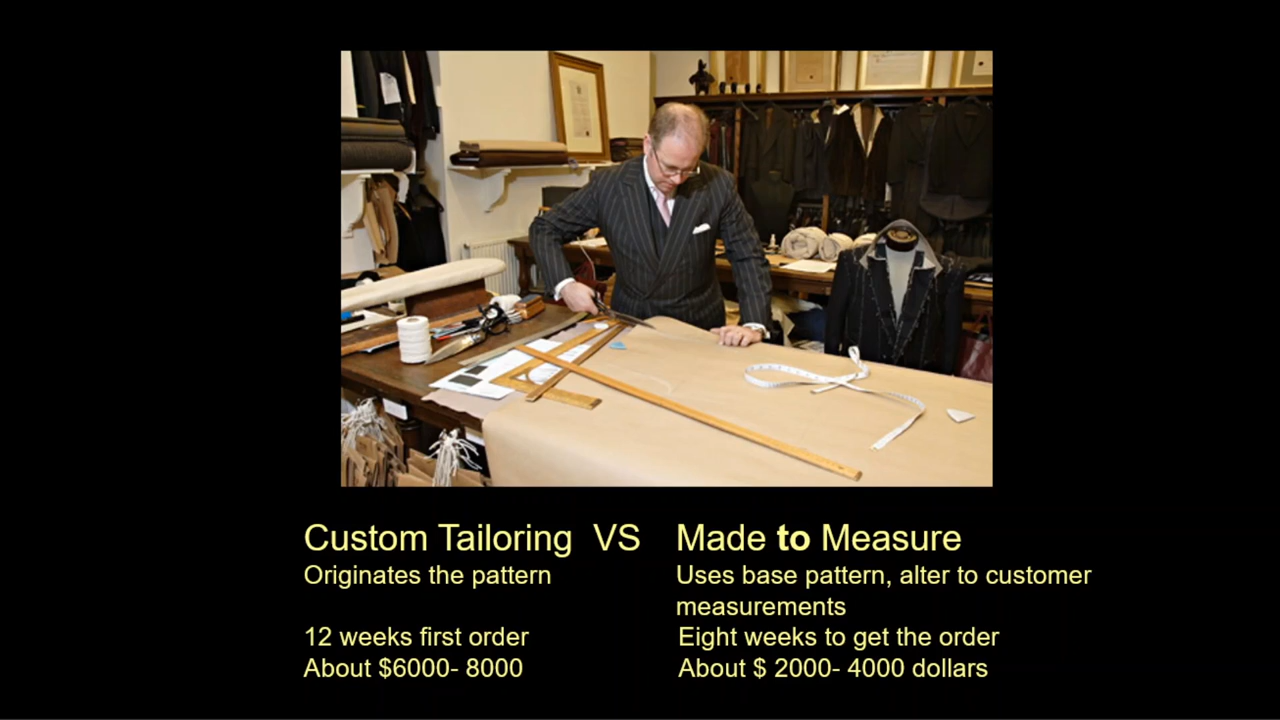 Custom Tailoring VS Made to Measure
Originates the pattern Uses base pattern, alter to customer
measurements
12 weeks first order Eight weeks to get the order
About $6000- 8000 About $ 2000- 4000 dollars